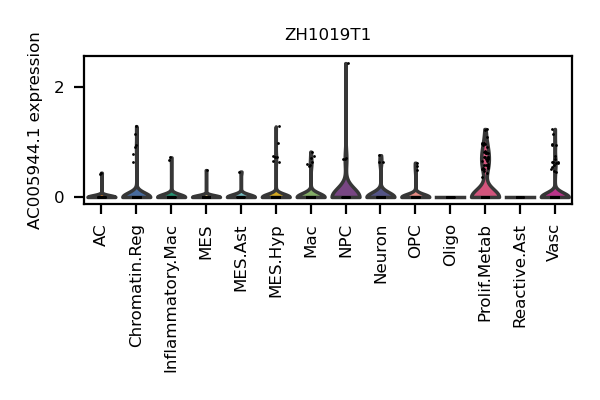 ZH1019T1
AC005944.1 expression
2
0
AC
Chromatin.Reg
Inflammatory.Mac
MES
MES.Ast
MES.Hyp
Mac
NPC
Neuron
OPC
Oligo
Prolif.Metab
Reactive.Ast
Vasc